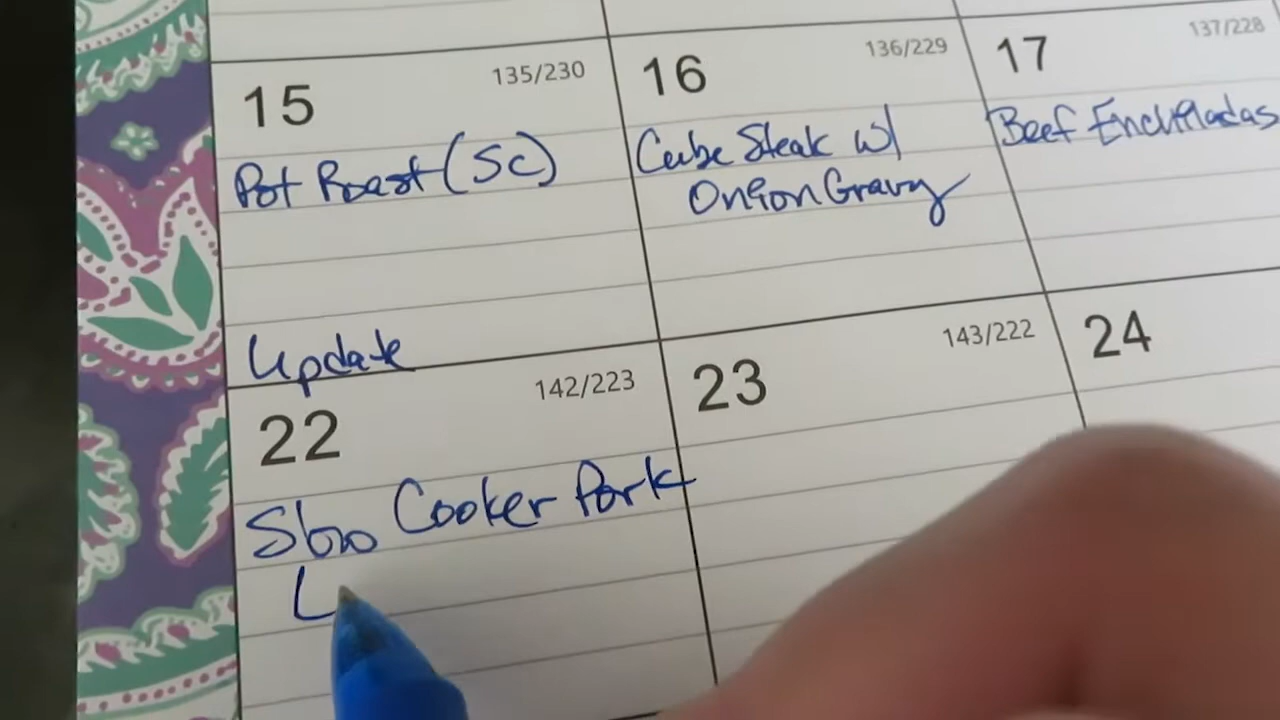 15 135/230
Pot Roast (SC)
Update
16 136/229
Cube Steak w/
Onion Gravy
17 137/228
Beef Enchiladas
22 142/223
Slow Cooker Pork
L
23 143/222
24